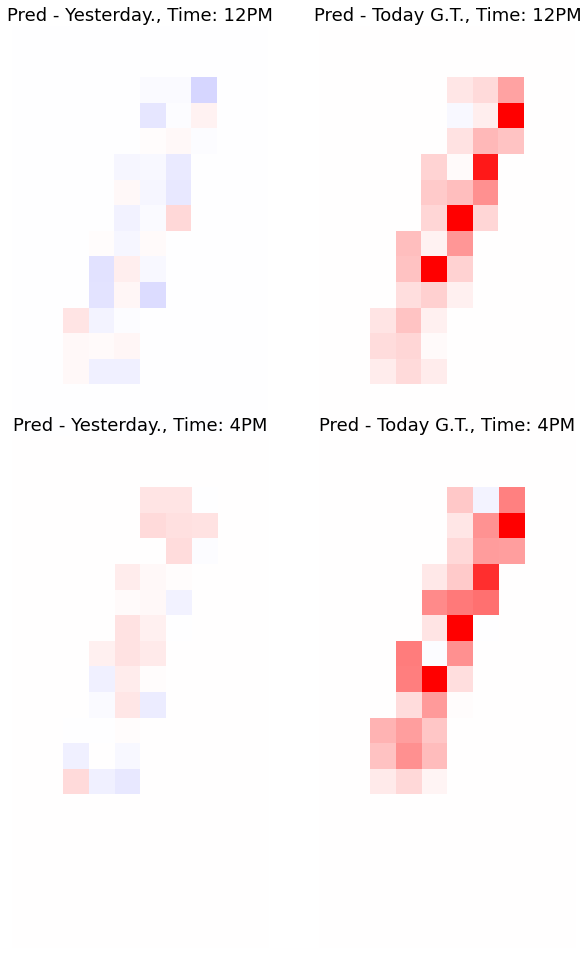 Pred - Yesterday., Time: 12PM
Pred - Today G.T., Time: 12PM
Pred - Yesterday., Time: 4PM
Pred - Today G.T., Time: 4PM